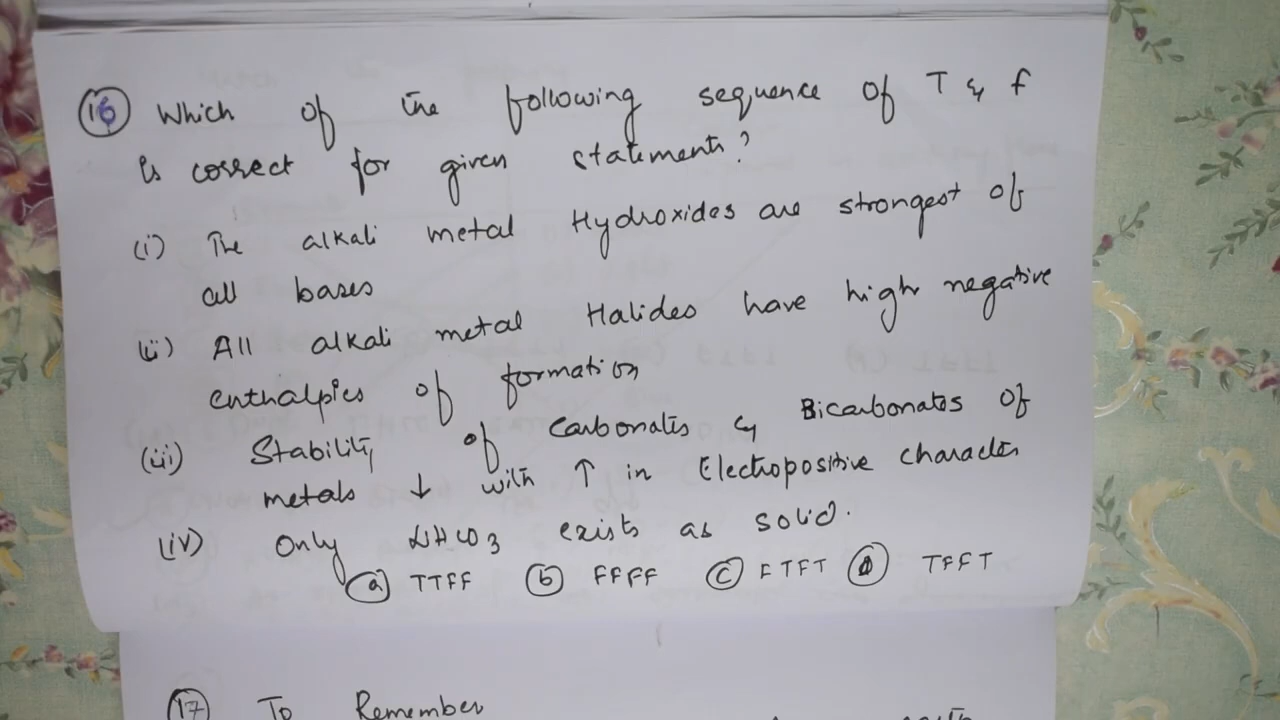 16 Which of the following sequence of T & F
Is correct for given statements?
(i) The alkali metal Hydroxides are strongest of
all bases
(ii) All alkali metal Halides have high negative
enthalpies of formation
(iii) Stability of carbonates & Bicarbonates of
metals ↓ with ↑ in Electropositive character
(iv) Only LiHCO3 exists as solid.
a TTFF b FFFF c FTFT d TFFT
17 To Remember